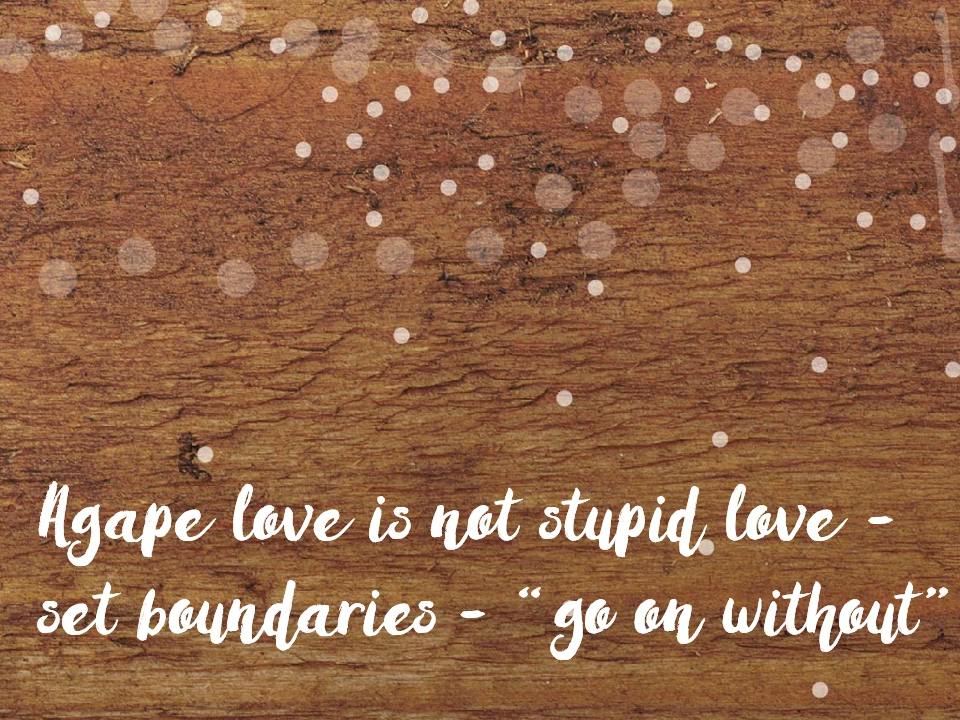 Agape love is not stupid love -
set boundaries - “ go on without”